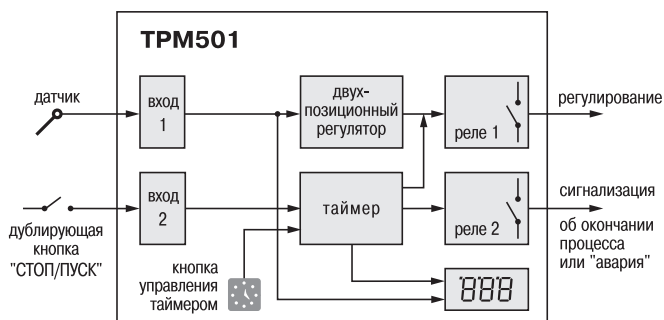 ТРМ501
датчик
вход
1
двух-
позиционный
регулятор
реле 1
регулирование
дублирующая
кнопка
"СТОП/ПУСК"
вход
2
таймер
реле 2
сигнализация
об окончании
процесса
или "авария"
кнопка
управления
таймером
888